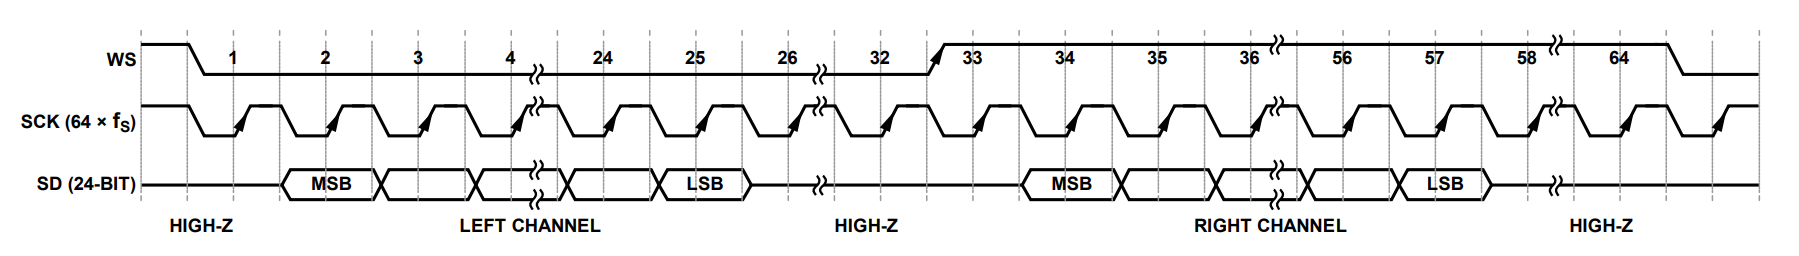 WS 1 2 3 4 24 25 26 32 33 34 35 36 56 57 58 64
SCK (64 × fS)
SD (24-BIT) MSB LSB MSB LSB
HIGH-Z LEFT CHANNEL HIGH-Z RIGHT CHANNEL HIGH-Z